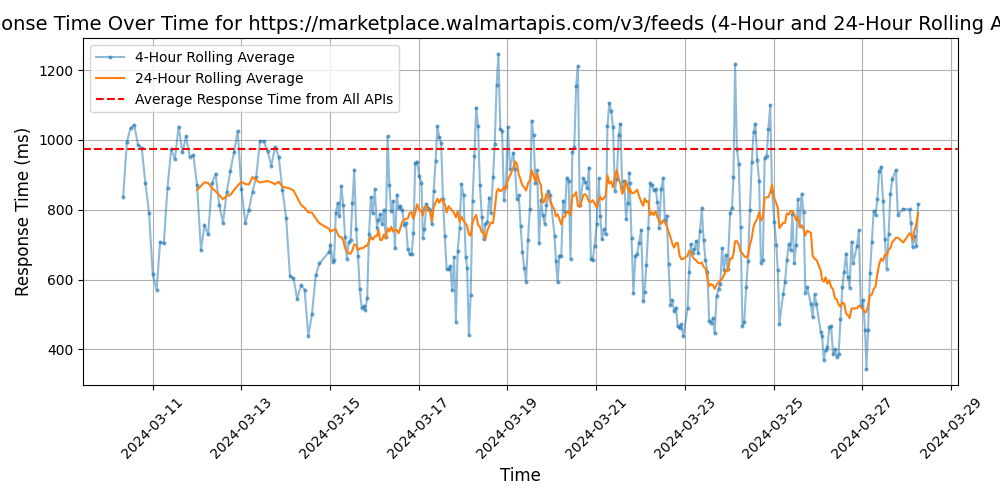 onse Time Over Time for https://marketplace.walmartapis.com/v3/feeds (4-Hour and 24-Hour Rolling A
4-Hour Rolling Average
24-Hour Rolling Average
Average Response Time from All APIs
Response Time (ms)
1200
1000
800
600
400
2024-03-11
2024-03-13
2024-03-15
2024-03-17
2024-03-19
2024-03-21
2024-03-23
2024-03-25
2024-03-27
2024-03-29
Time